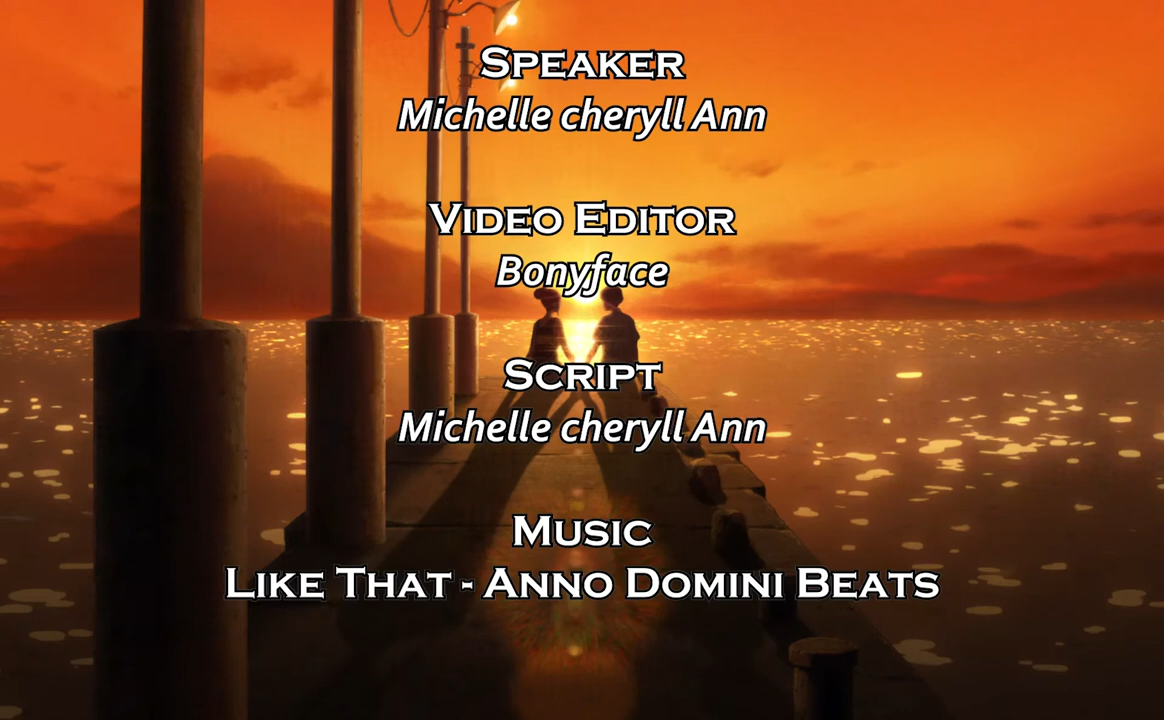 Speaker
Michelle cheryll Ann
Video Editor
Bonyface
Script
Michelle cheryll Ann
Music
Like That - Anno Domini Beats